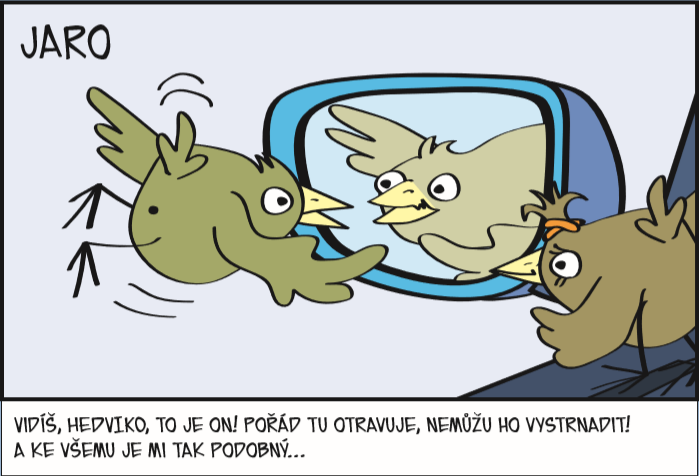 JARO
VIDÍŠ, HEDVIKO, TO JE ON! POŘÁD TU OTRAVUJE, NEMŮŽU HO VYSTRNADIT!
A KE VŠEMU JE MI TAK PODOBNÝ...